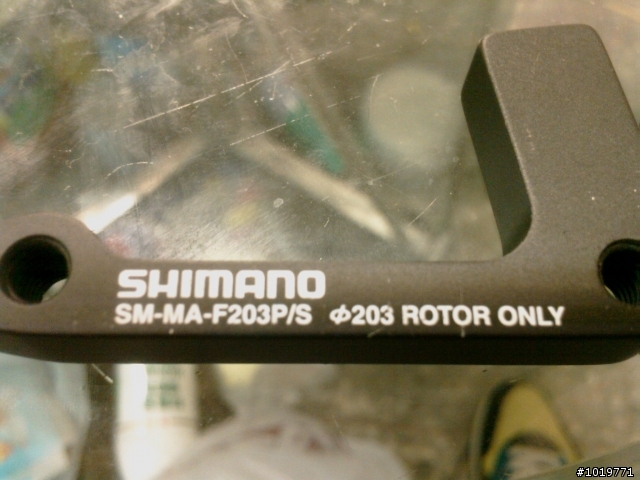 SHIMANO
SM-MA-F203P/S ϕ203 ROTOR ONLY
#1019771